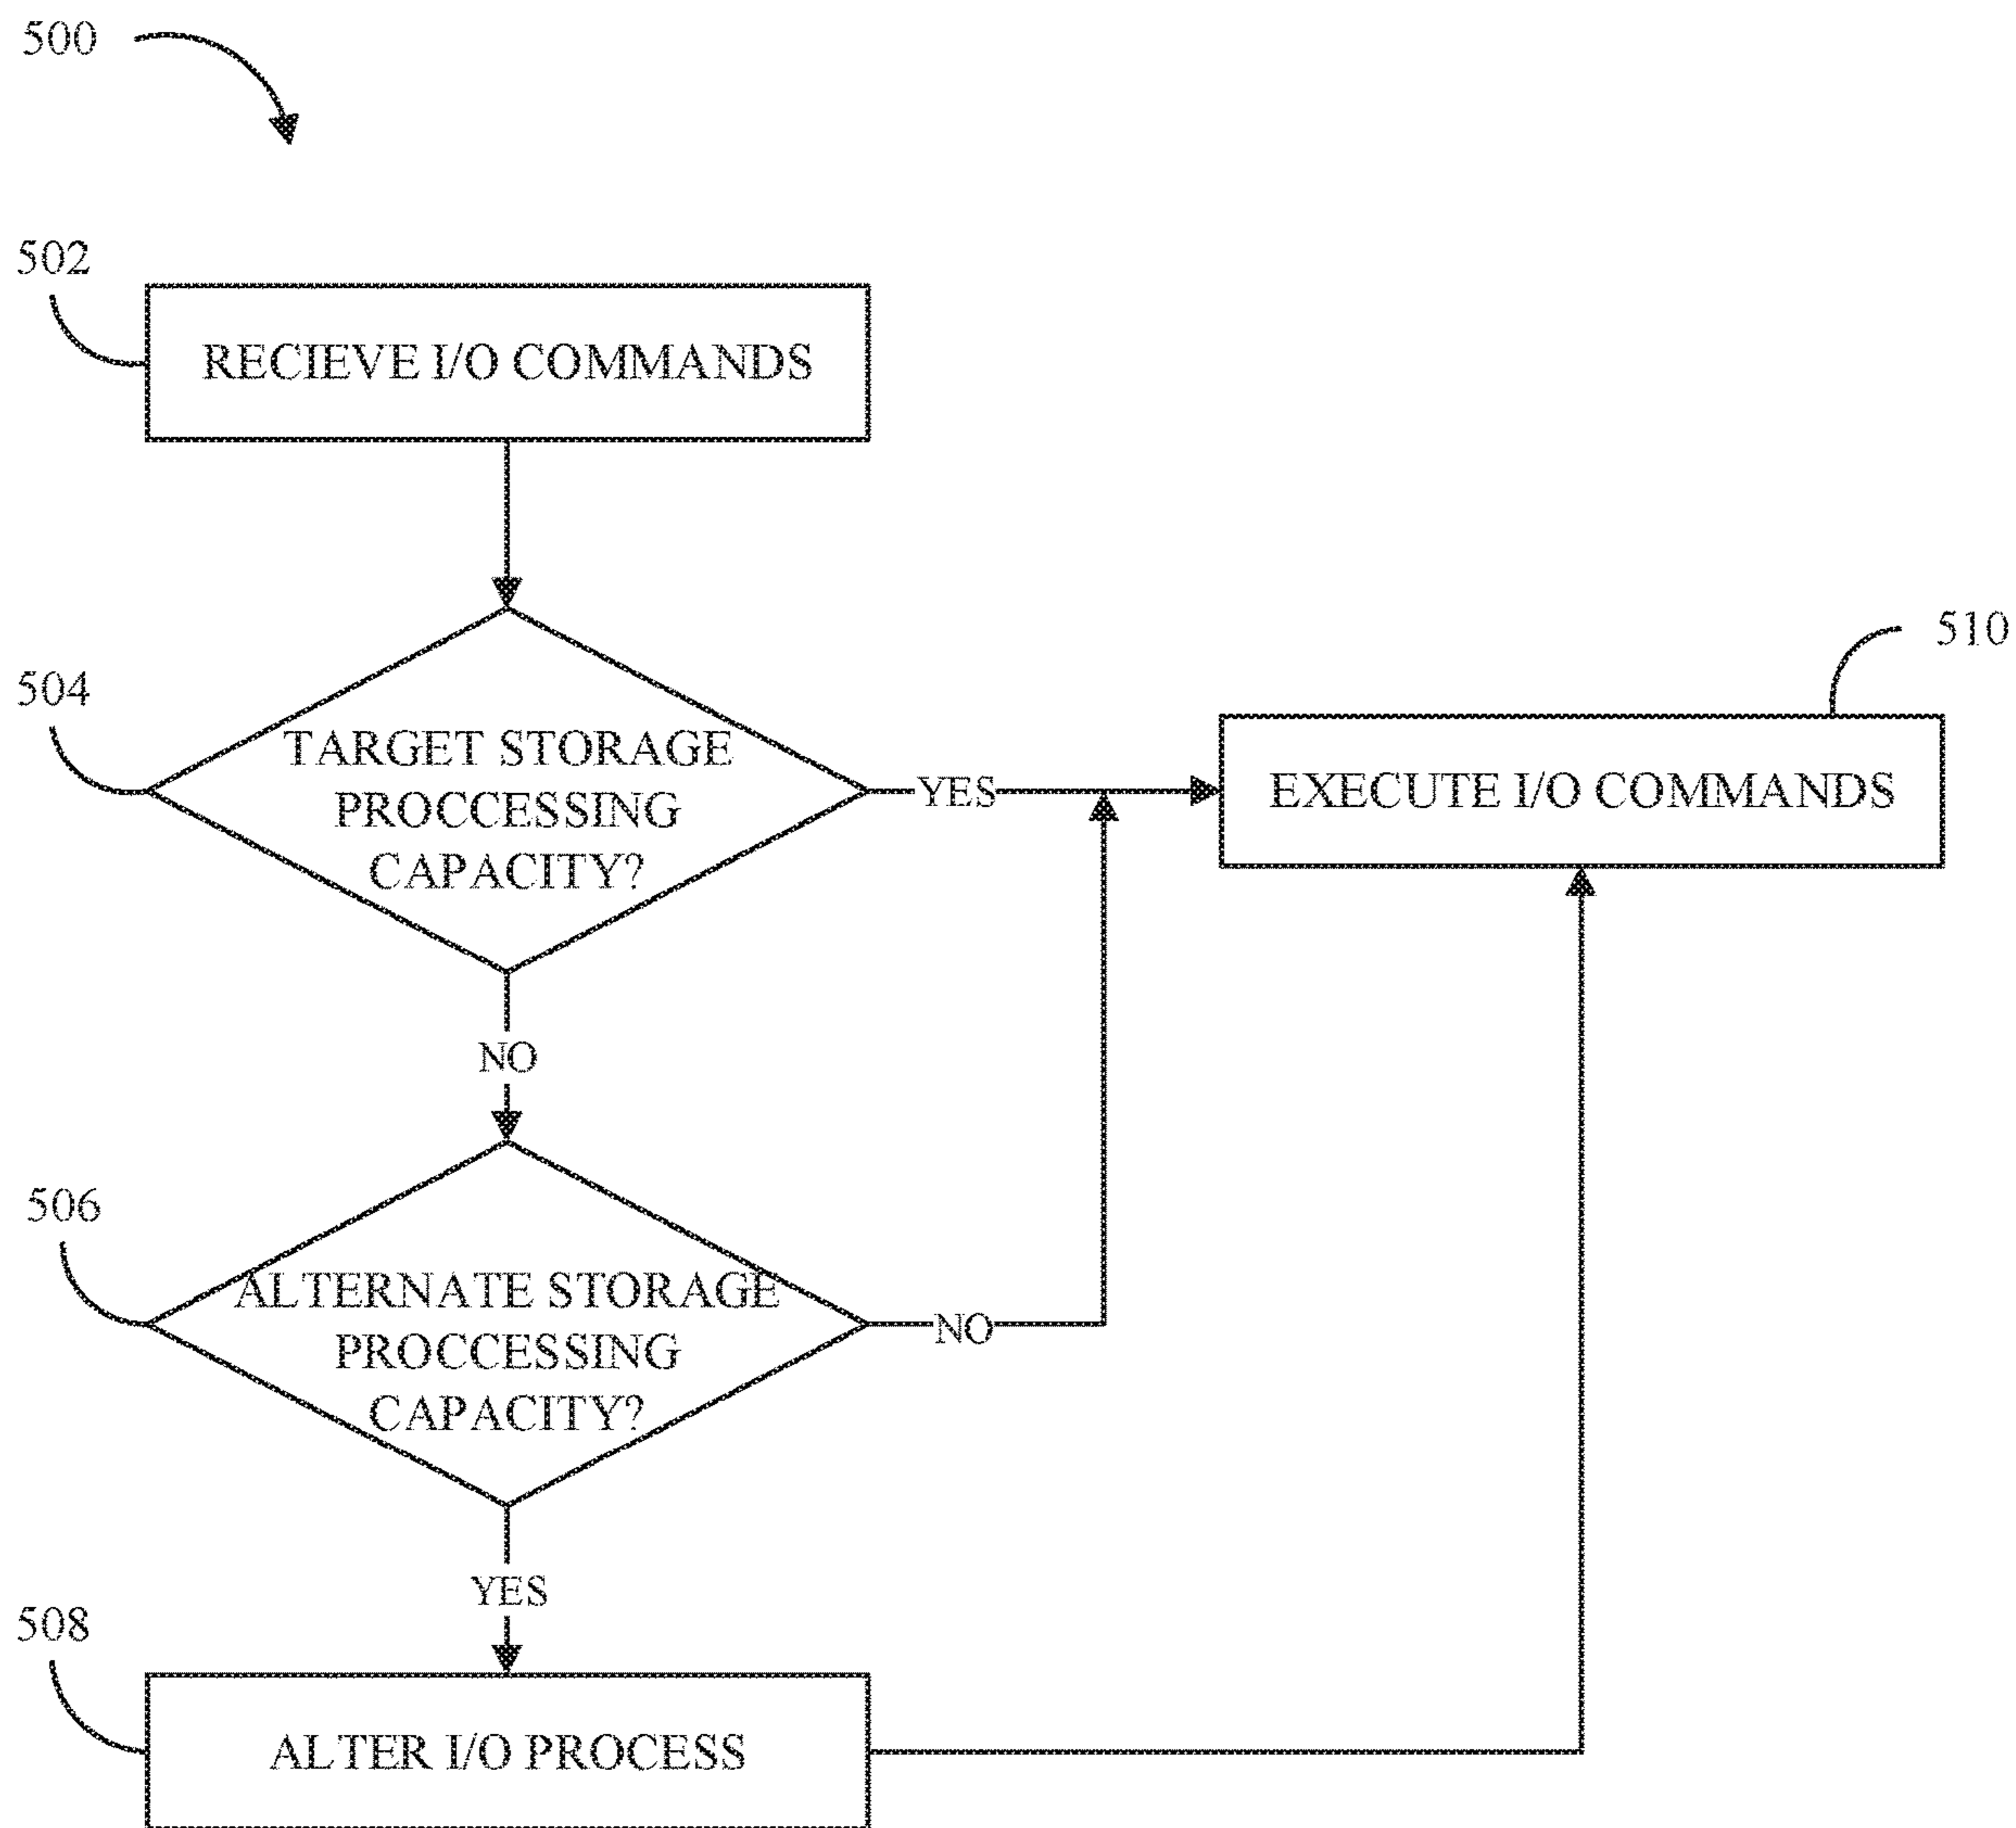 500
502
RECIEVE I/O COMMANDS
504
TARGET STORAGE
PROCCESSING
CAPACITY?
YES
510
EXECUTE I/O COMMANDS
NO
506
ALTERNATE STORAGE
PROCCESSING
CAPACITY?
NO
YES
508
ALTER I/O PROCESS